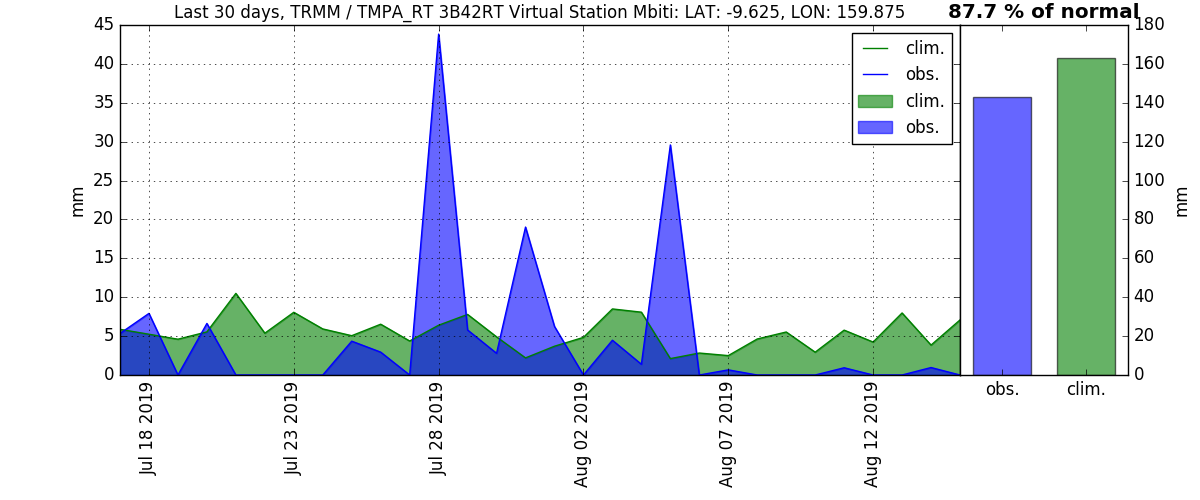 Last 30 days, TRMM / TMPA_RT 3B42RT Virtual Station Mbiti: LAT: -9.625, LON: 159.875
87.7 % of normal
45
40
35
30
25
20
15
10
5
0
mm
clim.
obs.
clim.
obs.
Jul 18 2019
Jul 23 2019
Jul 28 2019
Aug 02 2019
Aug 07 2019
Aug 12 2019
180
160
140
120
100
80
60
40
20
0
mm
obs.
clim.